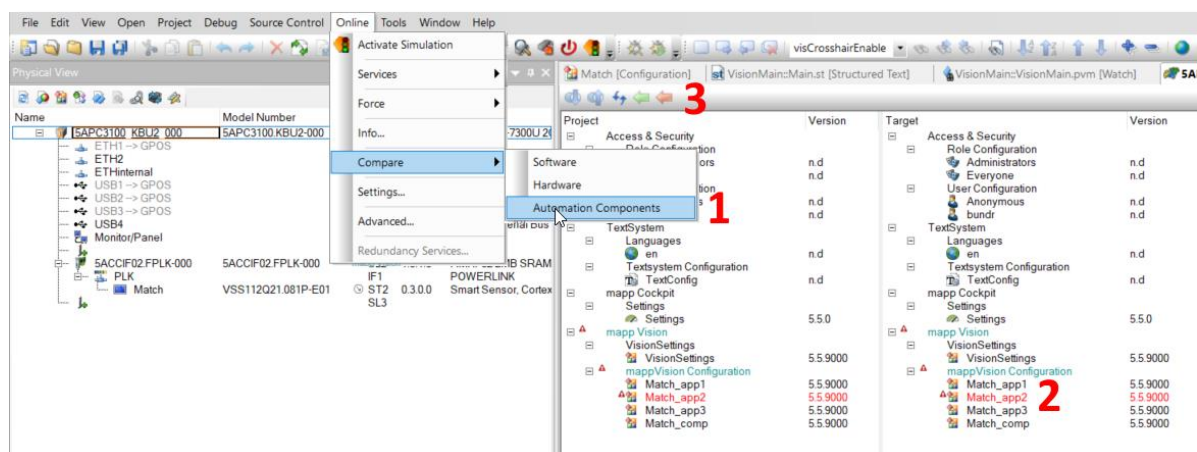 File Edit View Open Project Debug Source Control Online Tools Window Help
visCrosshairEnable
Activate Simulation
Services
Force
Info...
Compare
Settings...
Advanced...
Redundancy Services...
Software
Hardware
Automation Components
1
Physical View
Name Model Number
5APC3100_KBU2_000 5APC3100.KBU2-000 -7300U
ETH1 --> GPOS
ETH2
ETHinternal
USB1 --> GPOS
USB2 --> GPOS
USB3 --> GPOS
USB4
Monitor/Panel
5ACCIF02.FPLK-000 5ACCIF02.FPLK-000 SRAM
PLK IF1 POWERLINK
Match VSS112Q21.081P-E01 ST2 0.3.0.0 Smart Sensor, Cortex
SL3
Match [Configuration] VisionMain::Main.st [Structured Text] VisionMain::VisionMain.pvm [Watch] 5A
3
Project Version
Access & Security
Role Configuration
ors n.d
n.d
tion
s n.d
n.d
TextSystem
Languages
en n.d
Textsystem Configuration
TextConfig n.d
mapp Cockpit
Settings
Settings 5.5.0
mapp Vision
VisionSettings
VisionSettings 5.5.9000
mappVision Configuration
Match_app1 5.5.9000
Match_app2 5.5.9000
Match_app3 5.5.9000
Match_comp 5.5.9000
Target Version
Access & Security
Role Configuration
Administrators n.d
Everyone n.d
User Configuration
Anonymous n.d
bundr n.d
TextSystem
Languages
en n.d
Textsystem Configuration
TextConfig n.d
mapp Cockpit
Settings
Settings 5.5.0
mapp Vision
VisionSettings
VisionSettings 5.5.9000
mappVision Configuration
Match_app1 5.5.9000
Match_app2 5.5.9000
Match_app3 5.5.9000
Match_comp 5.5.9000
2